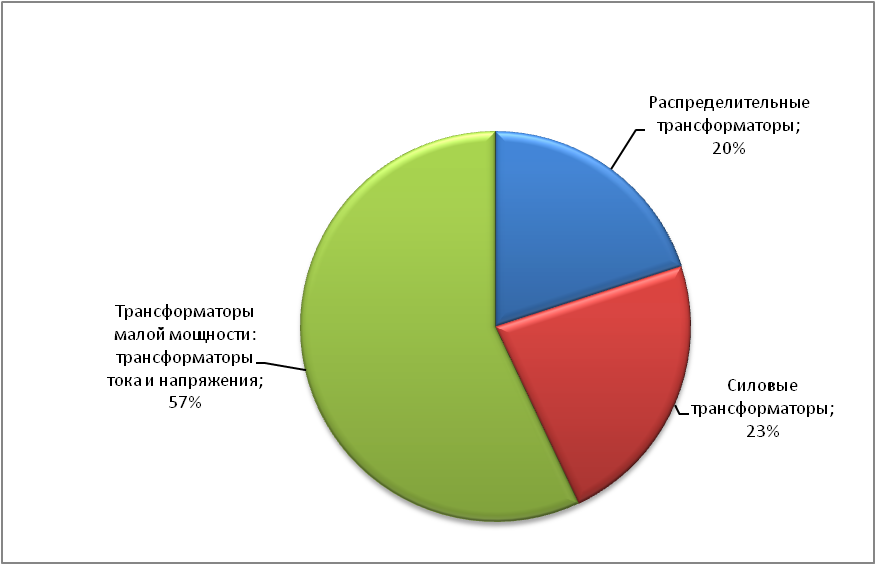 Распределительные
трансформаторы;
20%
Трансформаторы
малой мощности:
трансформаторы
тока и напряжения;
57%
Силовые
трансформаторы;
23%